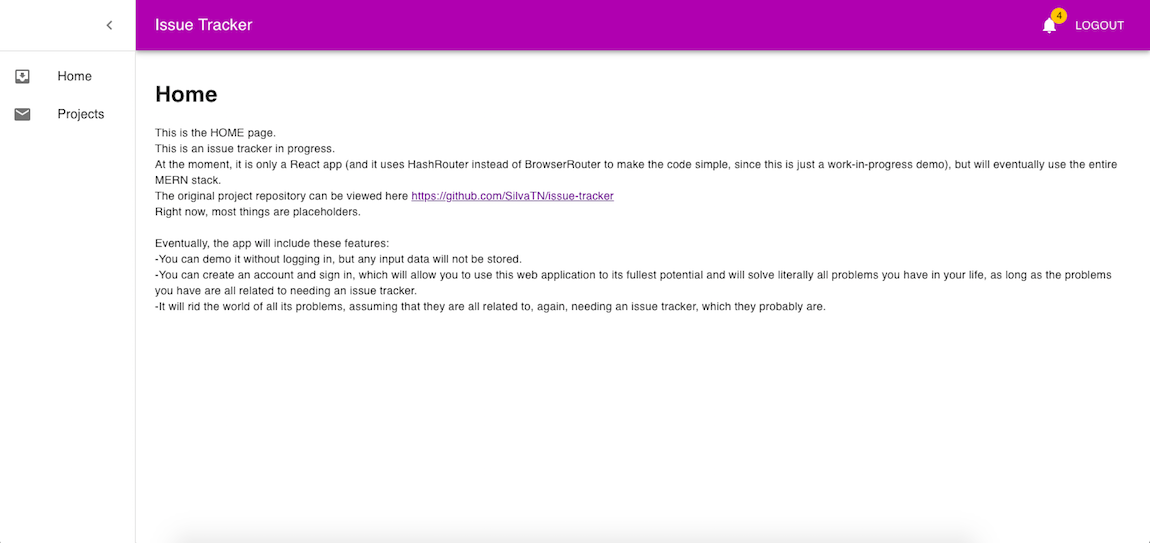 Issue Tracker
4
LOGOUT
Home
Projects
Home
This is the HOME page.
This is an issue tracker in progress.
At the moment, it is only a React app (and it uses HashRouter instead of BrowserRouter to make the code simple, since this is just a work-in-progress demo), but will eventually use the entire
MERN stack.
The original project repository can be viewed here https://github.com/SilvaTN/issue-tracker
Right now, most things are placeholders.
Eventually, the app will include these features:
-You can demo it without logging in, but any input data will not be stored.
-You can create an account and sign in, which will allow you to use this web application to its fullest potential and will solve literally all problems you have in your life, as long as the problems
you have are all related to needing an issue tracker.
-It will rid the world of all its problems, assuming that they are all related to, again, needing an issue tracker, which they probably are.